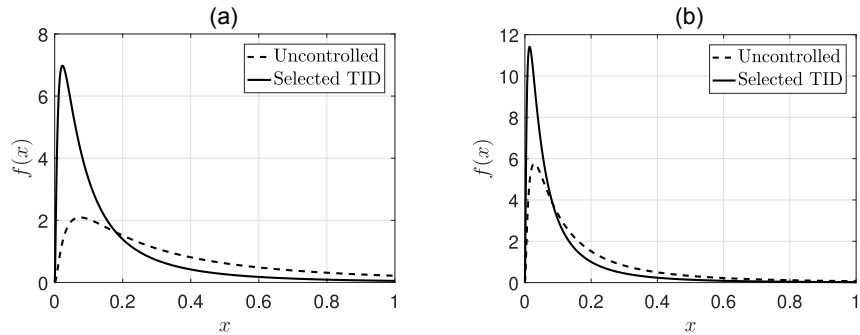 (a)
8
6
4
2
0
0 0.2 0.4 0.6 0.8 1
f(x)
x
Uncontrolled
Selected TID
(b)
12
10
8
6
4
2
0
0 0.2 0.4 0.6 0.8 1
f(x)
x
Uncontrolled
Selected TID